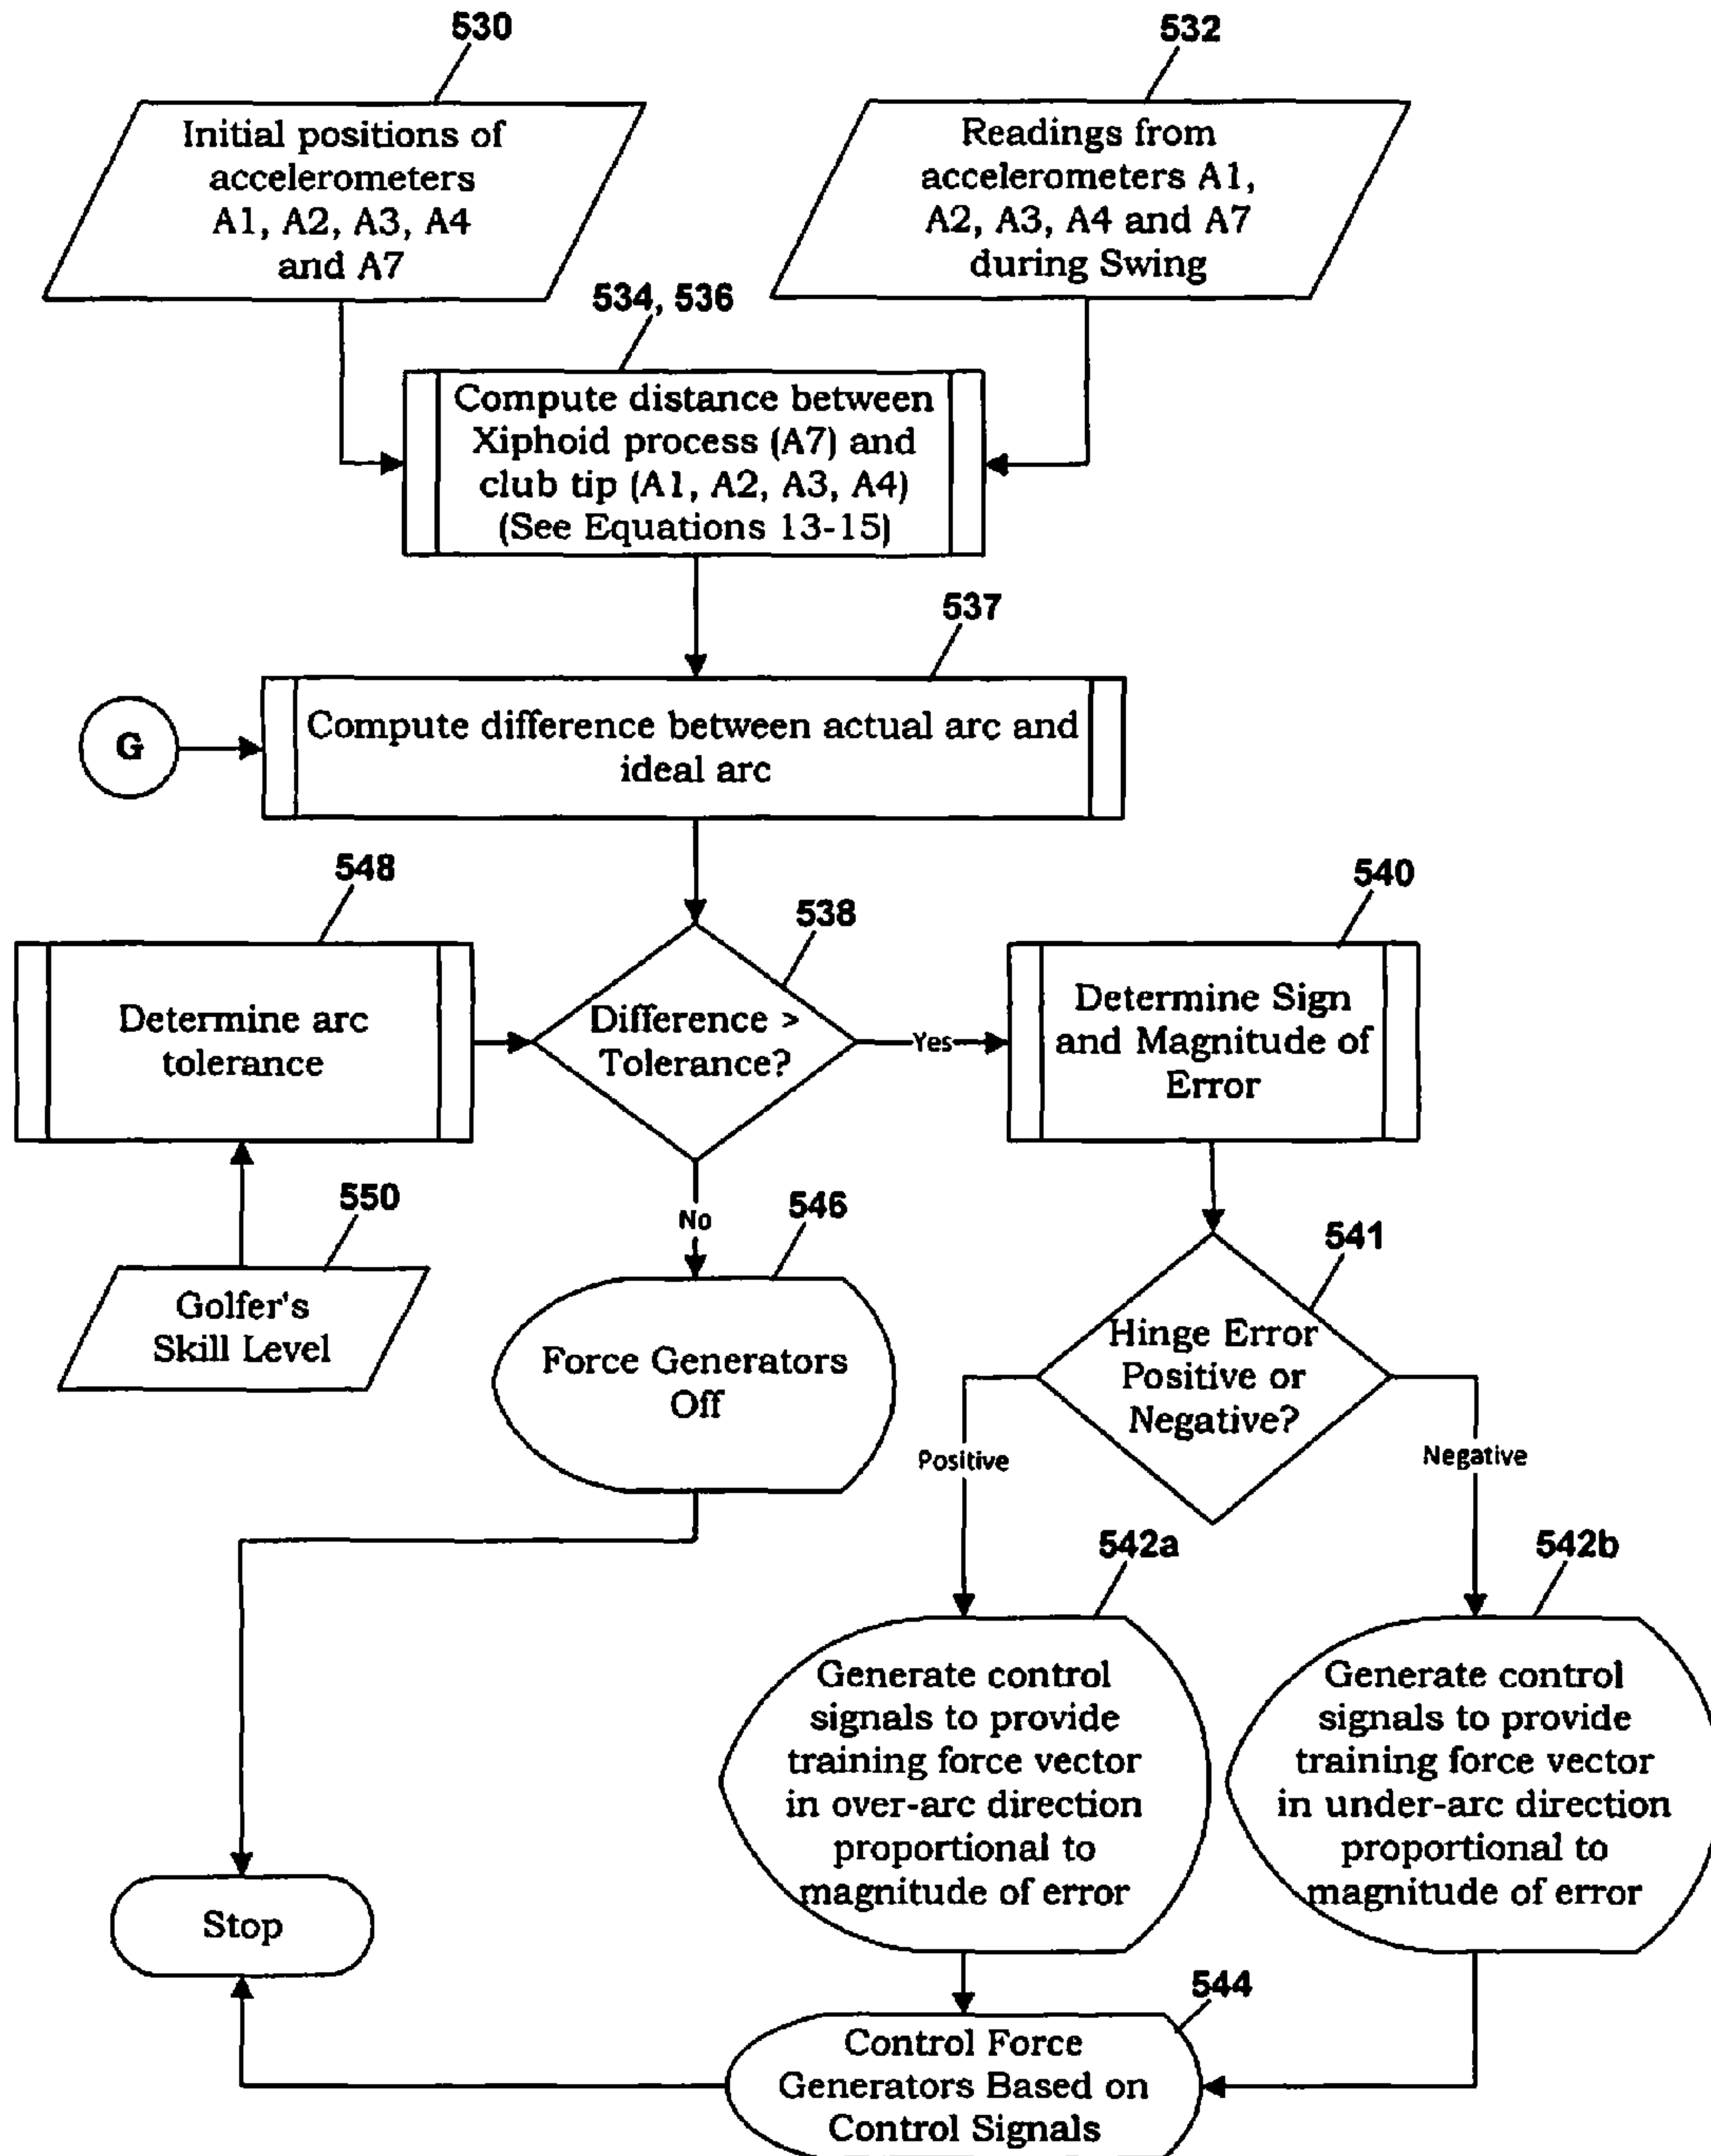 530
532
Initial positions of
accelerometers
A1, A2, A3, A4
and A7
Readings from
accelerometers A1,
A2, A3, A4 and A7
during Swing
534, 536
Compute distance between
Xiphoid process (A7) and
club tip (A1, A2, A3, A4)
(See Equations 13-15)
537
G
Compute difference between actual arc and
ideal arc
548
538
540
Determine arc
tolerance
Difference >
Tolerance?
Yes
Determine Sign
and Magnitude of
Error
550
No
546
541
Golfer's
Skill Level
Force Generators
Off
Hinge Error
Positive or
Negative?
Positive
Negative
542a
542b
Generate control
signals to provide
training force vector
in over-arc direction
proportional to
magnitude of error
Generate control
signals to provide
training force vector
in under-arc direction
proportional to
magnitude of error
Stop
544
Control Force
Generators Based on
Control Signals